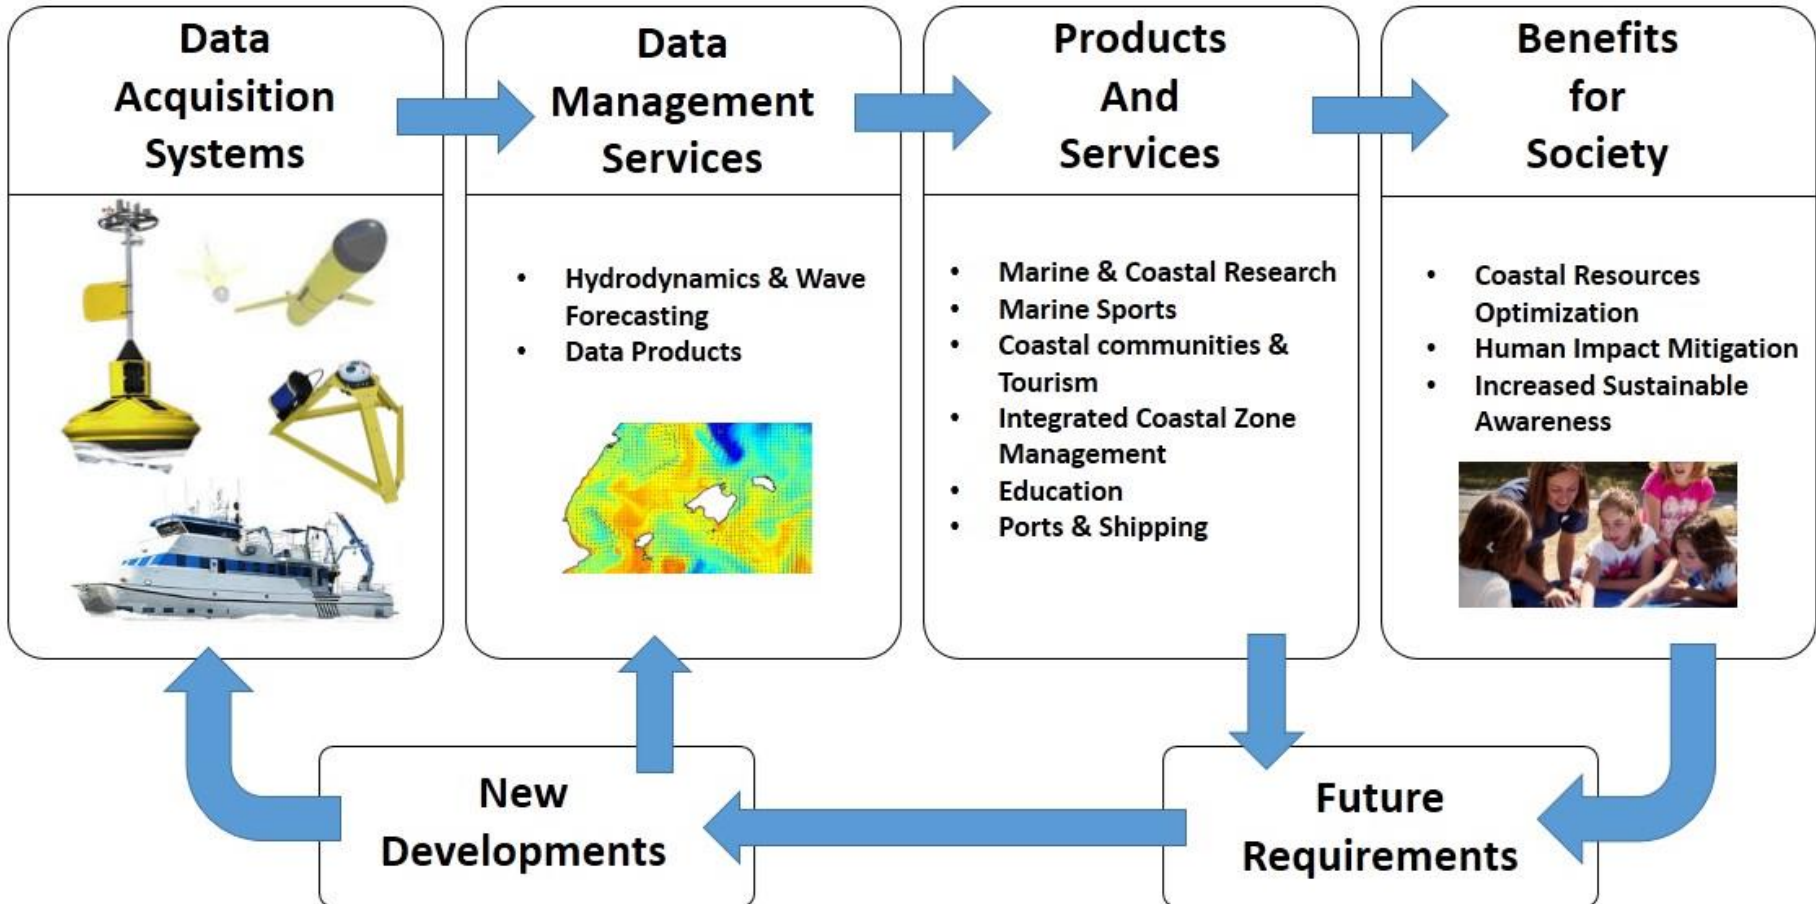 Data
Acquisition
Systems
Data
Management
Services
• Hydrodynamics & Wave
Forecasting
• Data Products
Products
And
Services
• Marine & Coastal Research
• Marine Sports
• Coastal communities &
Tourism
• Integrated Coastal Zone
Management
• Education
• Ports & Shipping
Benefits
for
Society
• Coastal Resources
Optimization
• Human Impact Mitigation
• Increased Sustainable
Awareness
New
Developments
Future
Requirements